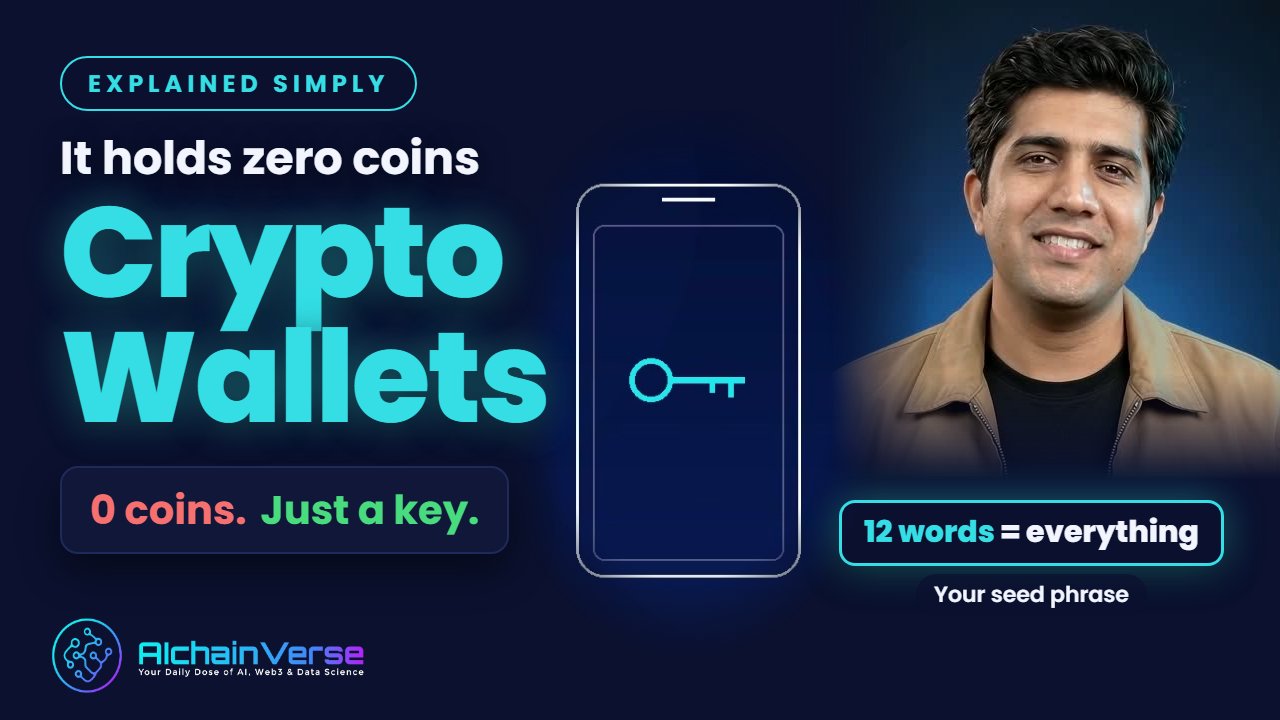 EXPLAINED SIMPLY
It holds zero coins
Crypto
Wallets
0 coins. Just a key.
12 words = everything
Your seed phrase
AIchainVerse
Your Daily Dose of AI, Web3 & Data Science